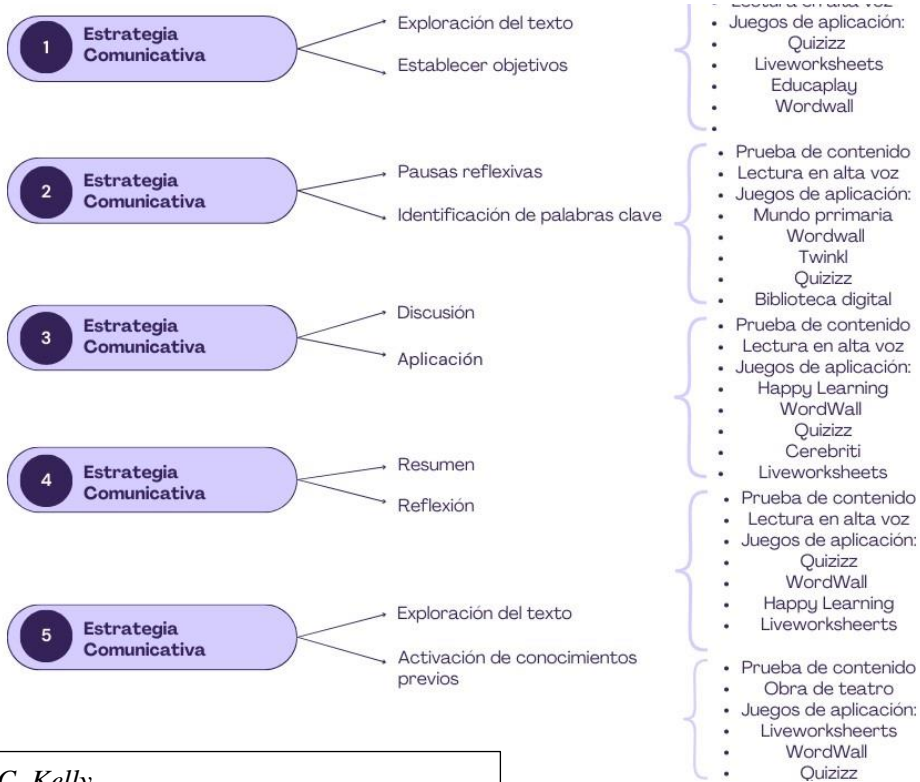 1
Estrategia
Comunicativa
Exploración del texto
Establecer objetivos
Lectura en alta voz
• Juegos de aplicación:
• Quizizz
• Liveworksheets
• Educaplay
• Wordwall
•
2
Estrategia
Comunicativa
Pausas reflexivas
Identificación de palabras clave
• Prueba de contenido
• Lectura en alta voz
• Juegos de aplicación:
• Mundo prrimaria
• Wordwall
• Twinkl
• Quizizz
• Biblioteca digital
3
Estrategia
Comunicativa
Discusión
Aplicación
• Prueba de contenido
• Lectura en alta voz
• Juegos de aplicación:
• Happy Learning
• WordWall
• Quizizz
• Cerebriti
• Liveworksheets
4
Estrategia
Comunicativa
Resumen
Reflexión
• Prueba de contenido
• Lectura en alta voz
• Juegos de aplicación:
• Quizizz
• WordWall
• Happy Learning
• Liveworksheerts
5
Estrategia
Comunicativa
Exploración del texto
Activación de conocimientos
previos
• Prueba de contenido
• Obra de teatro
• Juegos de aplicación:
• Liveworksheerts
• WordWall
• Quizizz
C. Kelly